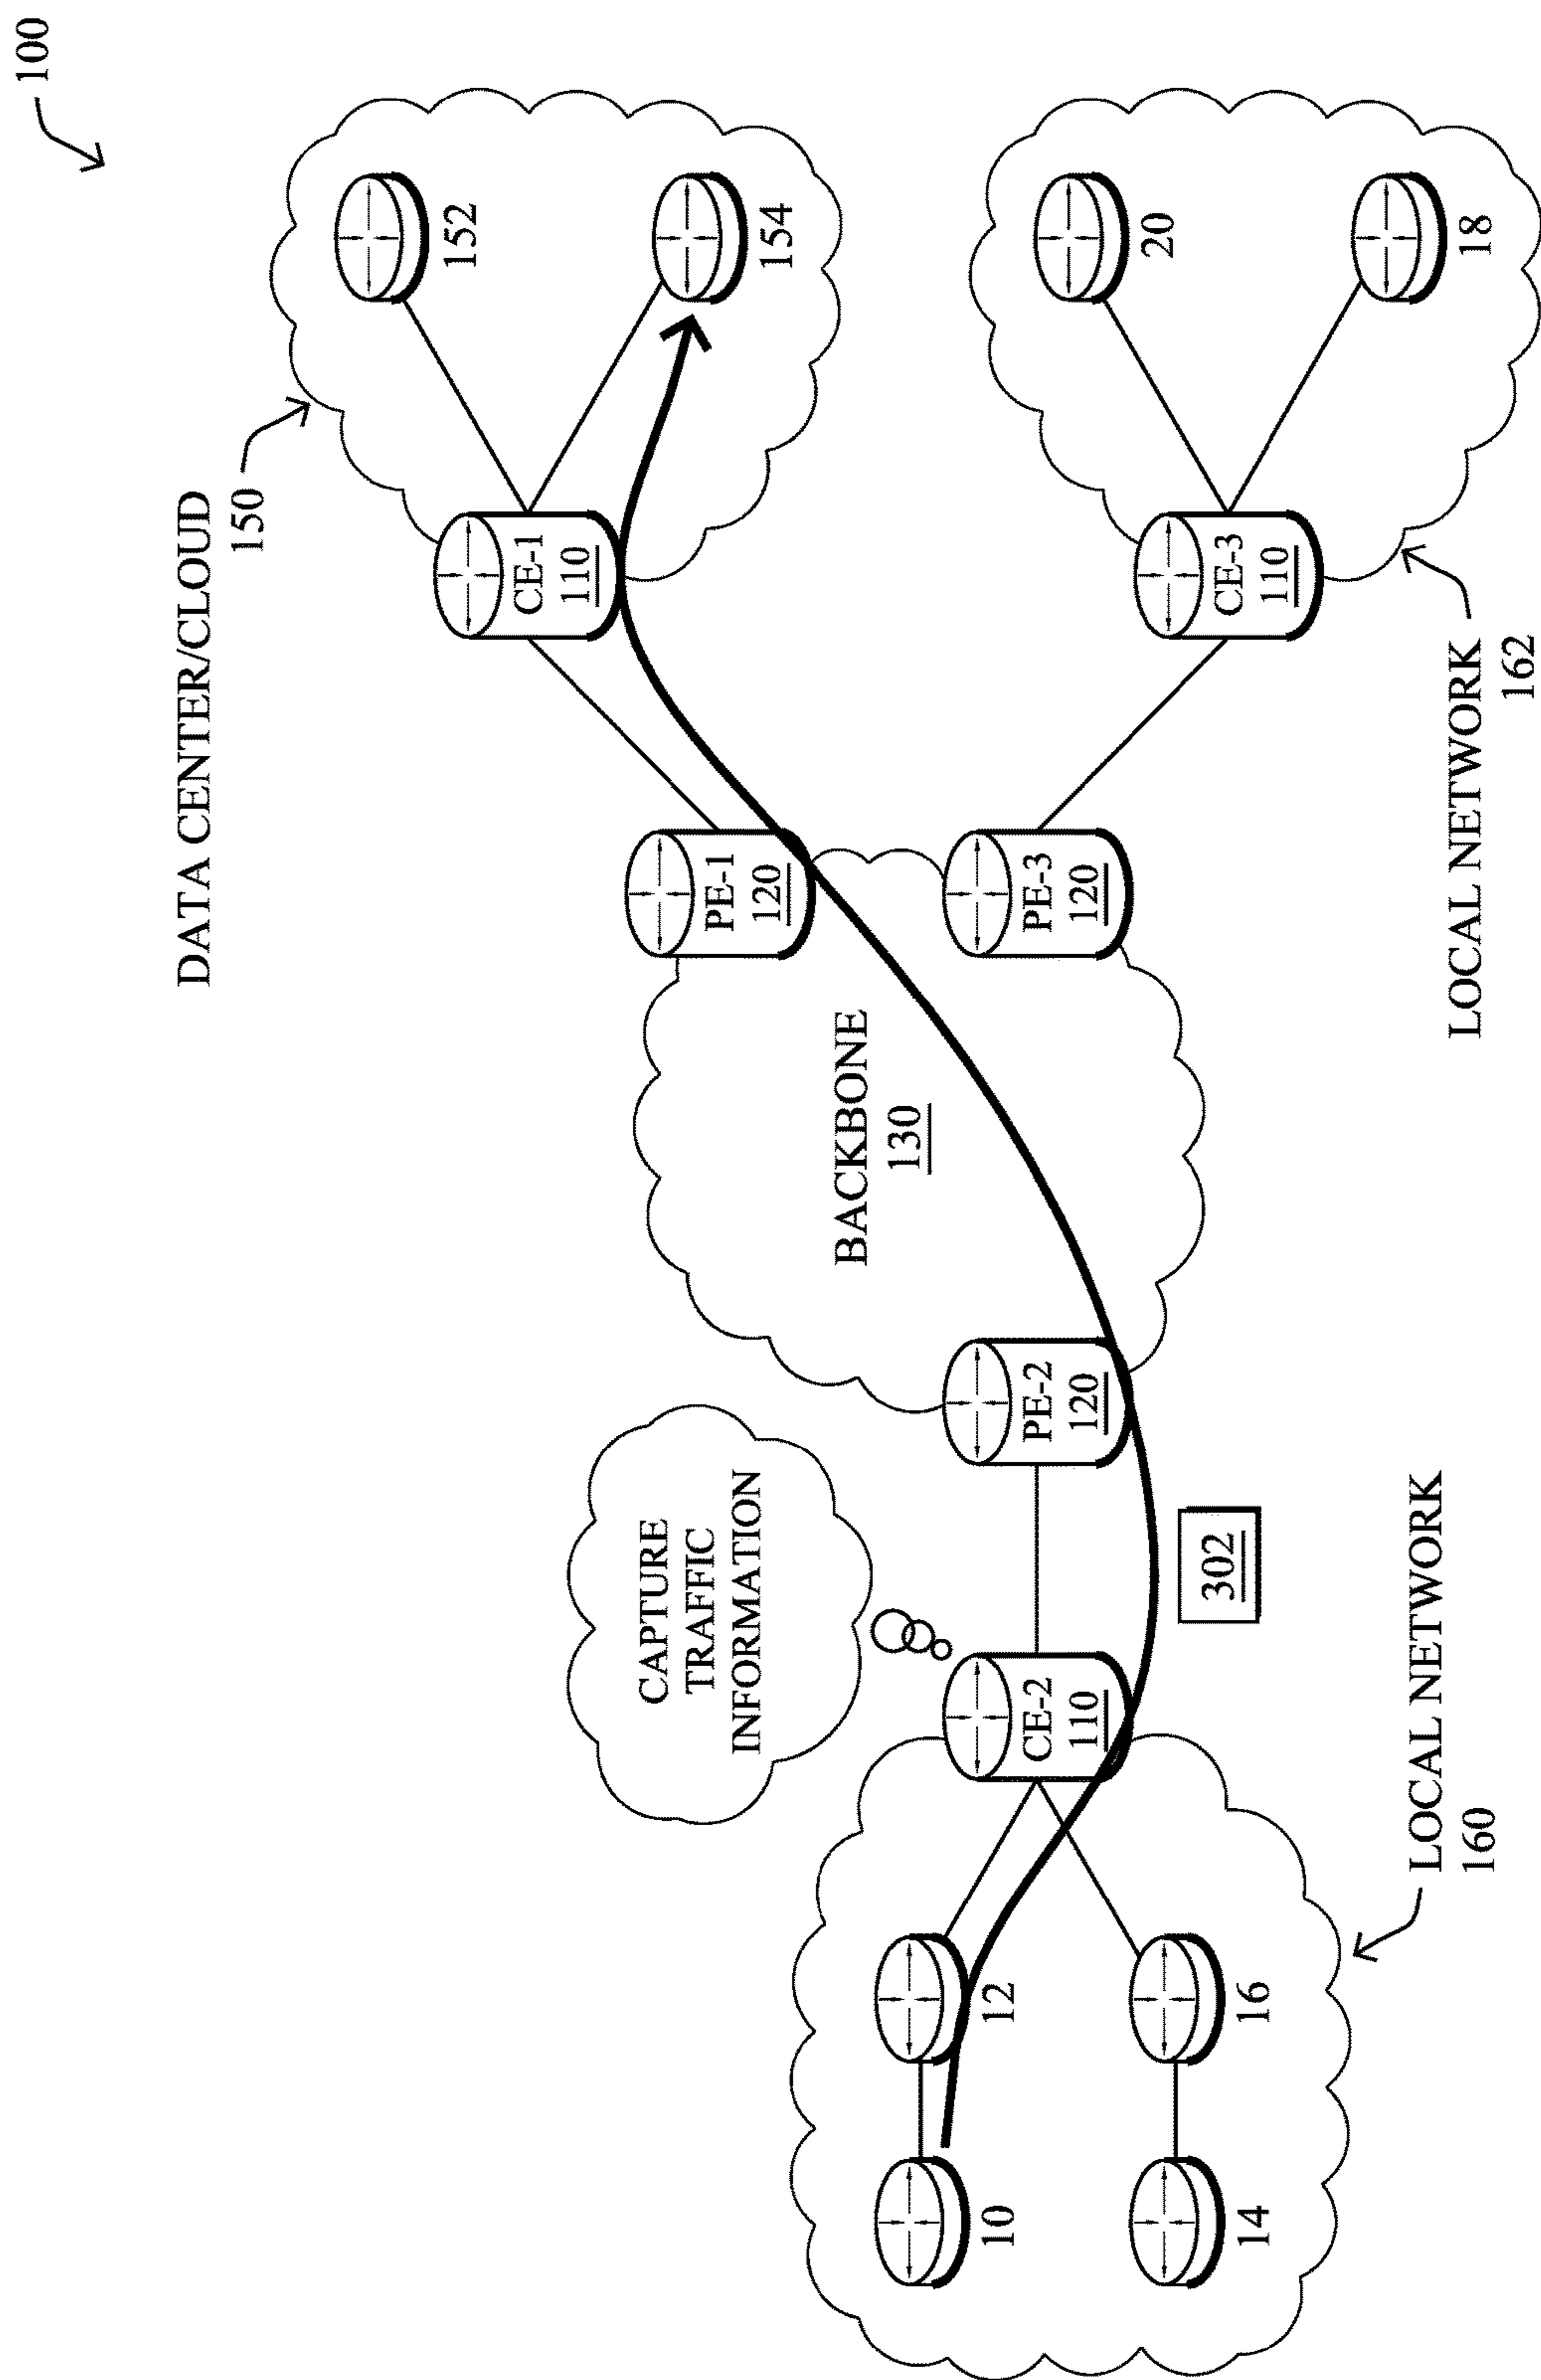 100
DATA CENTER/CLOUD
150
152
154
CE-1
110
PE-1
120
BACKBONE
130
PE-3
120
CE-3
110
20
18
LOCAL NETWORK
162
CAPTURE
TRAFFIC
INFORMATION
PE-2
120
302
CE-2
110
10
12
14
16
LOCAL NETWORK
160